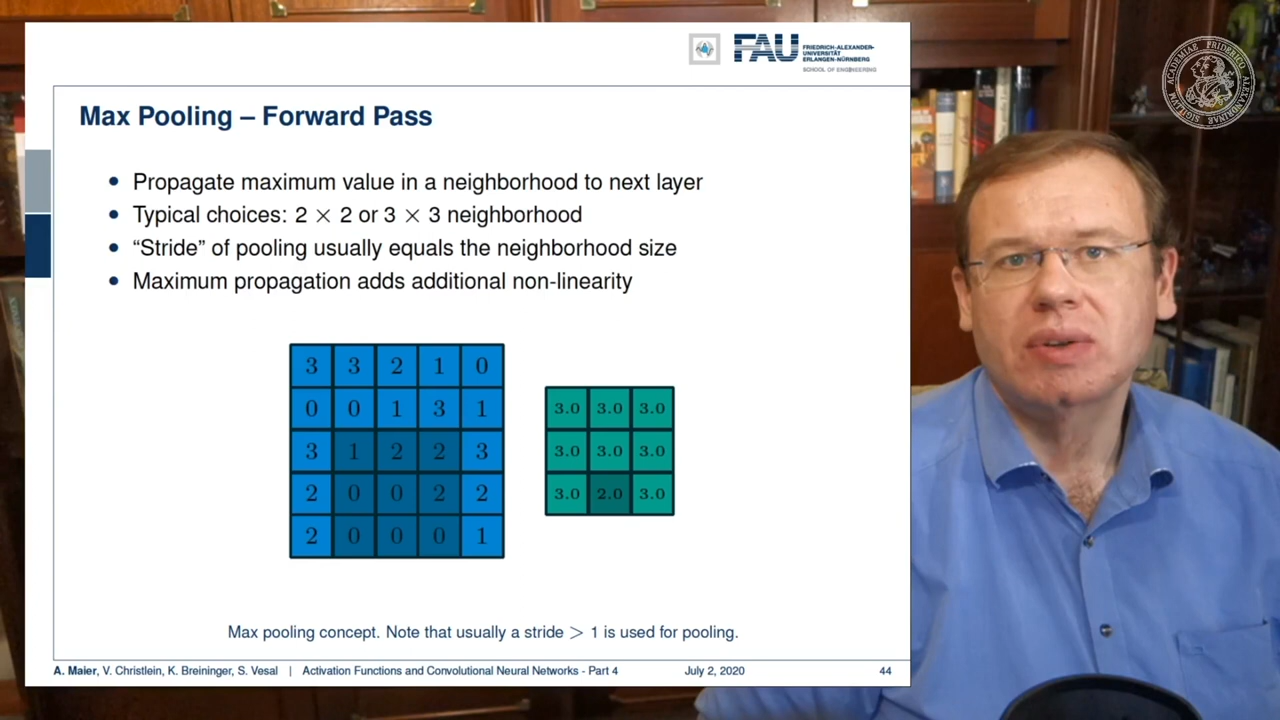 FAU
FRIEDRICH-ALEXANDER-
UNIVERSITÄT
ERLANGEN-NÜRNBERG
SCHOOL OF ENGINEERING
Max Pooling – Forward Pass
• Propagate maximum value in a neighborhood to next layer
• Typical choices: 2 × 2 or 3 × 3 neighborhood
• “Stride” of pooling usually equals the neighborhood size
• Maximum propagation adds additional non-linearity
3 3 2 1 0
0 0 1 3 1
3 1 2 2 3
2 0 0 2 2
2 0 0 0 1
3.0 3.0 3.0
3.0 3.0 3.0
3.0 2.0 3.0
Max pooling concept. Note that usually a stride > 1 is used for pooling.
A. Maier, V. Christlein, K. Breininger, S. Vesal | Activation Functions and Convolutional Neural Networks - Part 4 July 2, 2020 44